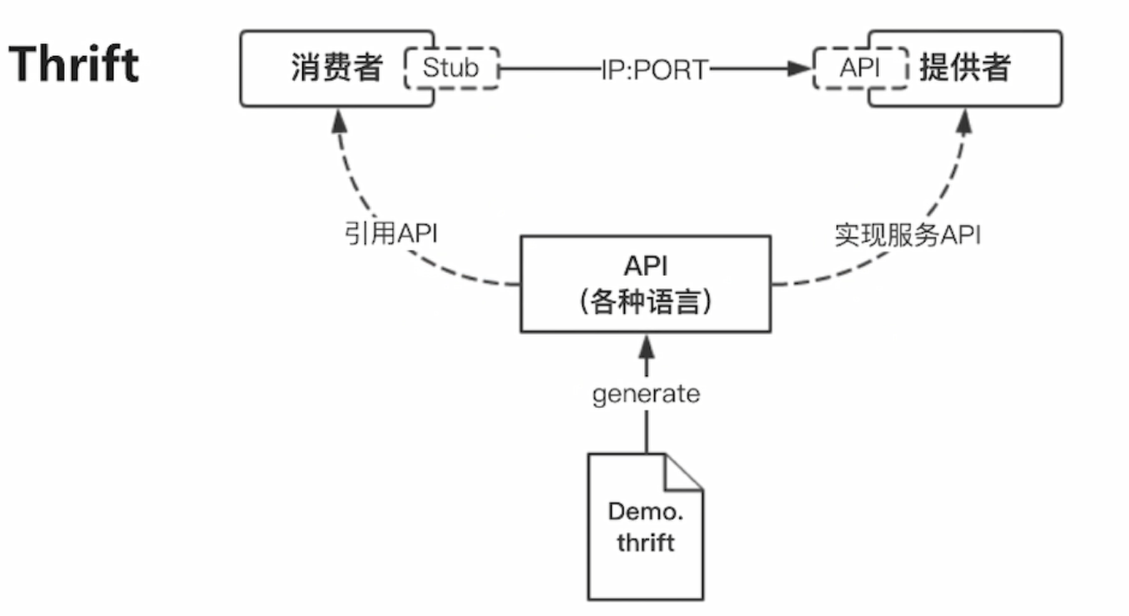 Thrift
消费者
Stub
IP:PORT
API
提供者
引用API
实现服务API
API
(各种语言)
generate
Demo.
thrift